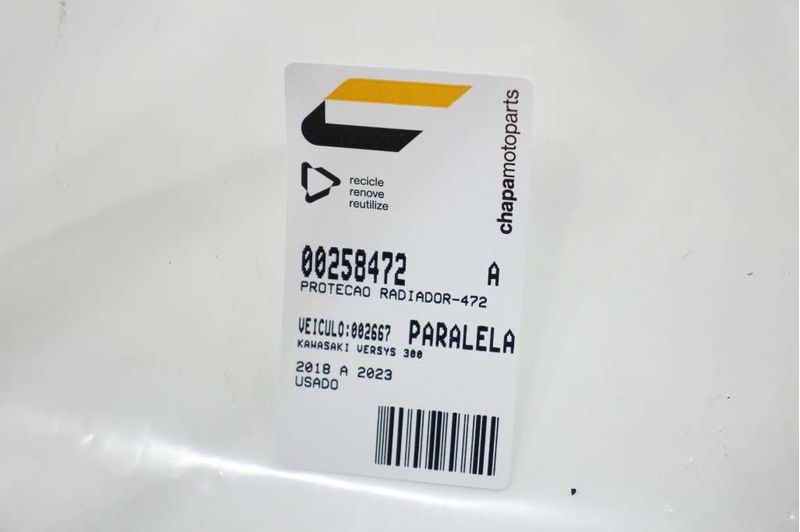 chapamotoparts
recicle
renove
reutilize
00258472 A
PROTECAO RADIADOR-472
VEICULO:002667 PARALELA
KAWASAKI VERSYS 300
2018 A 2023
USADO